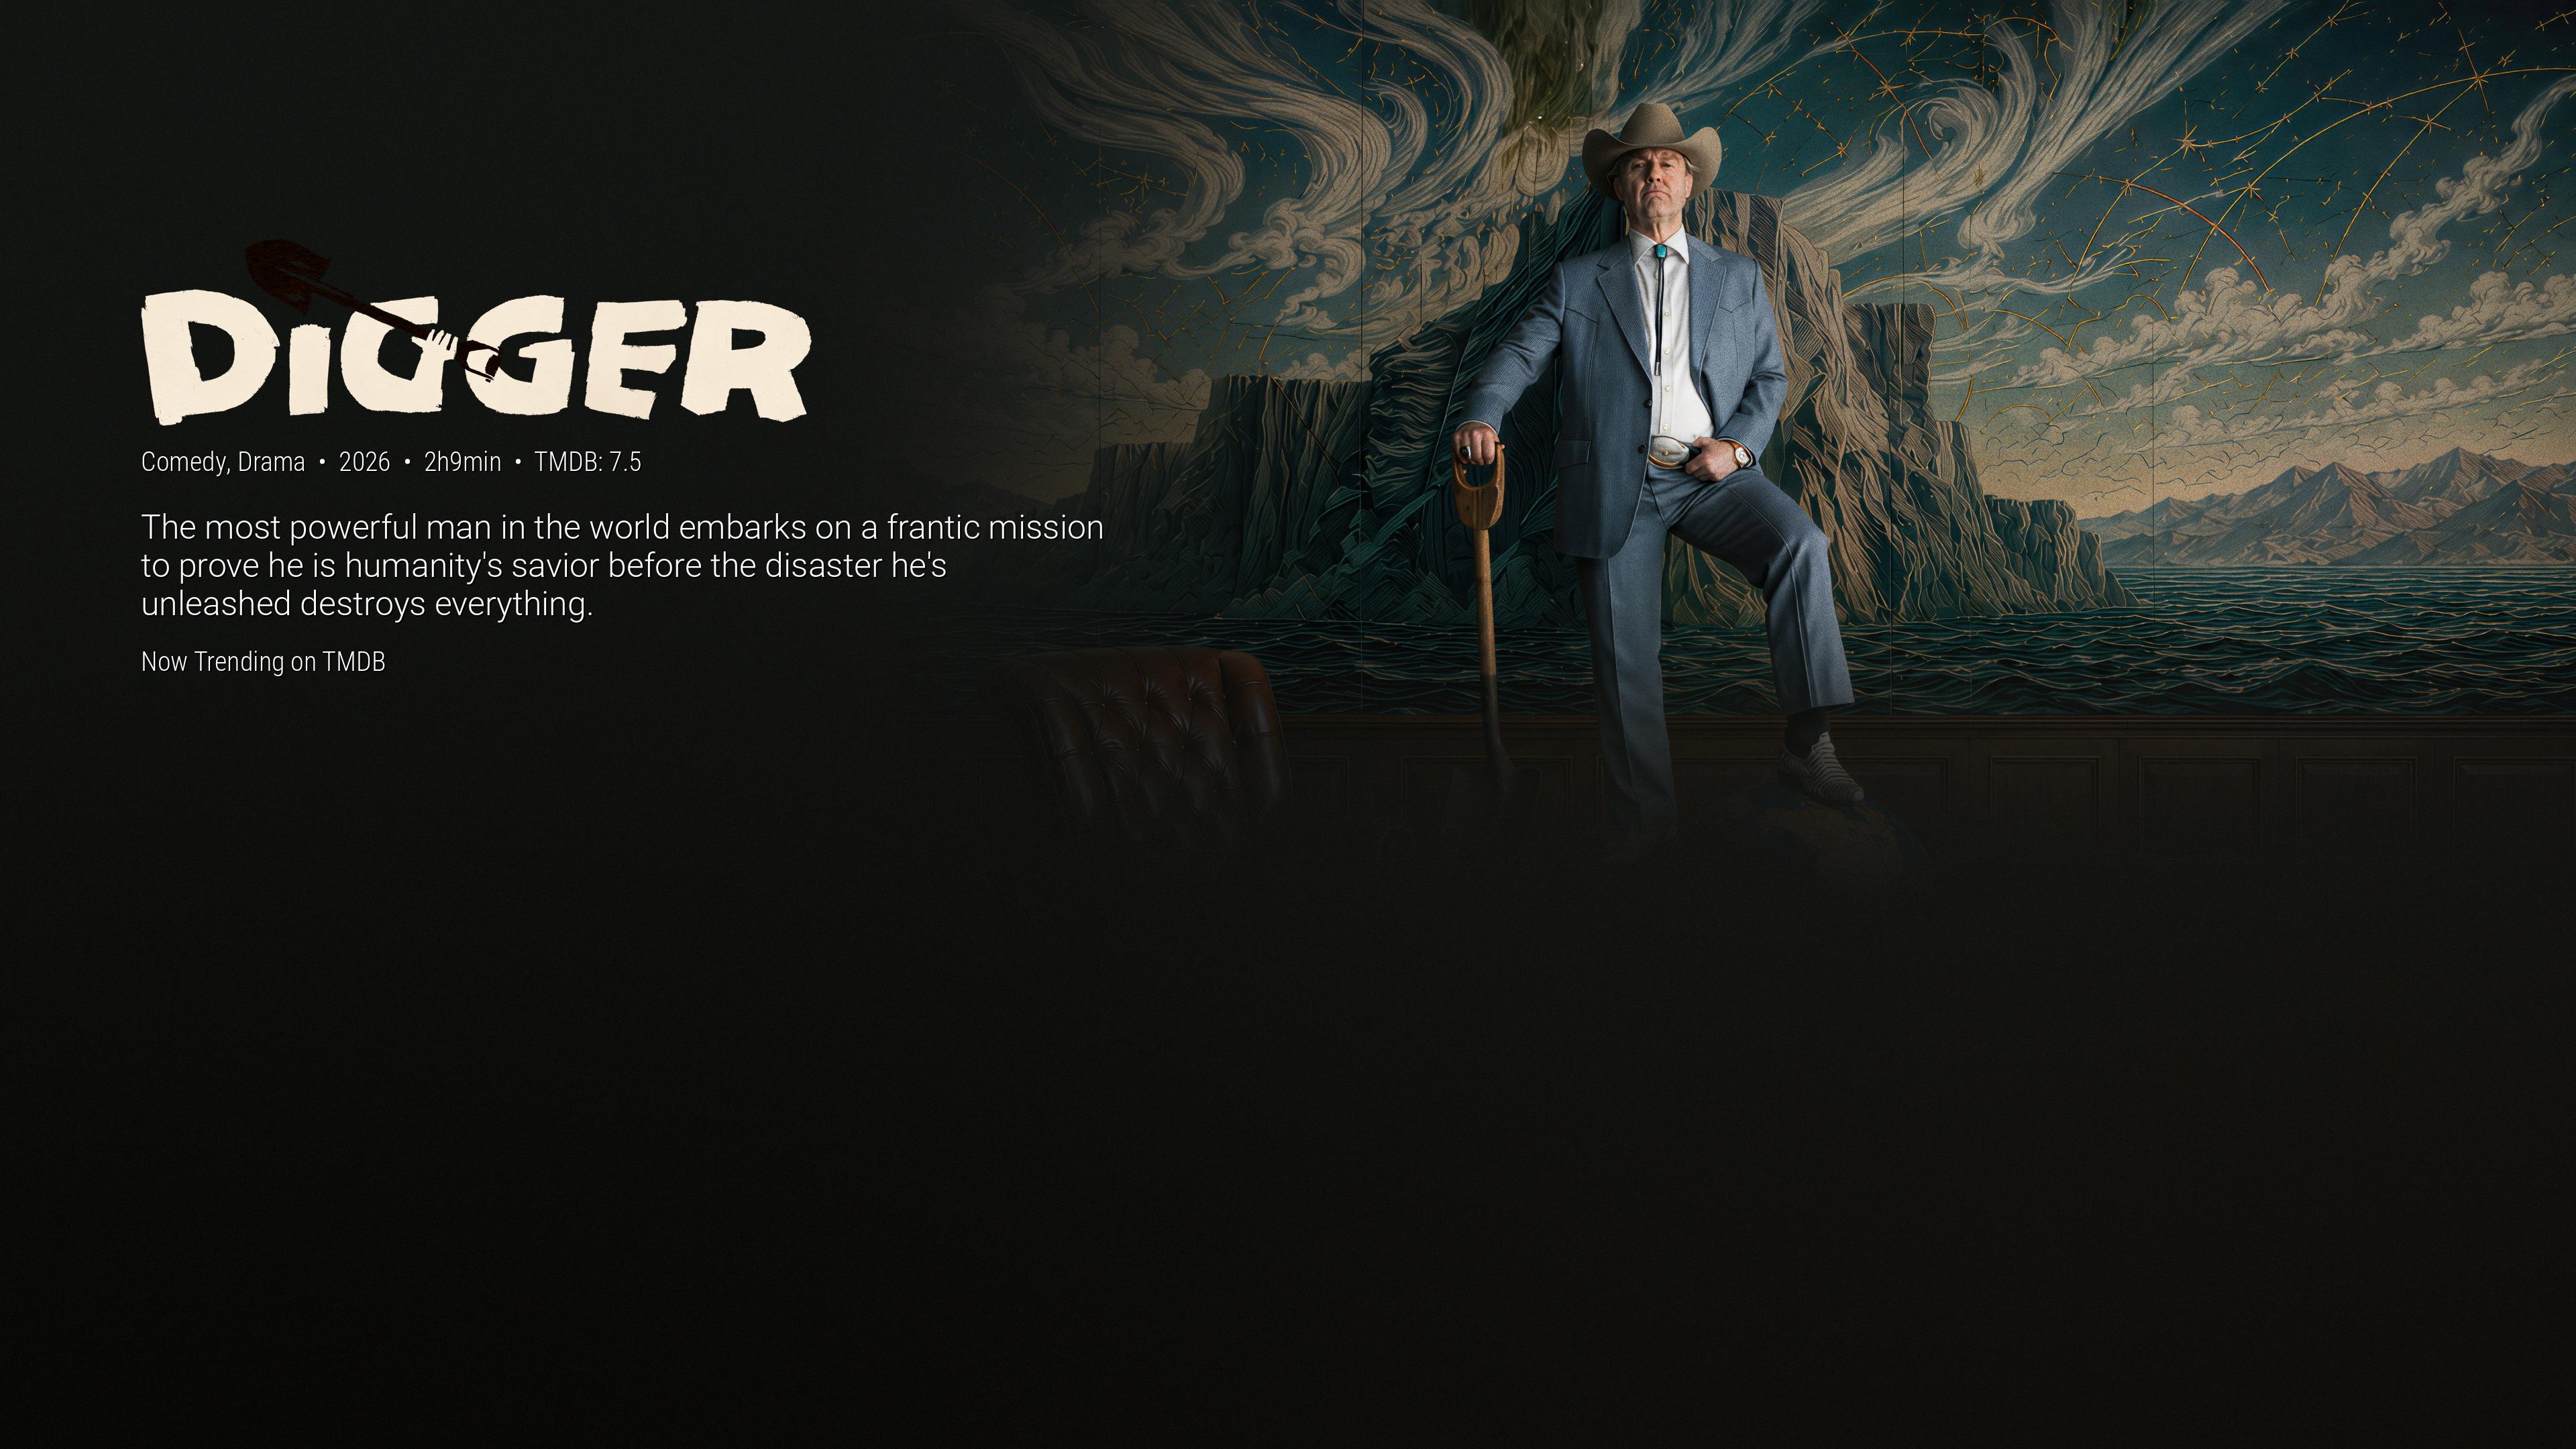 DiGGER
Comedy, Drama • 2026 • 2h9min • TMDB: 7.5
The most powerful man in the world embarks on a frantic mission
to prove he is humanity's savior before the disaster he's
unleashed destroys everything.
Now Trending on TMDB